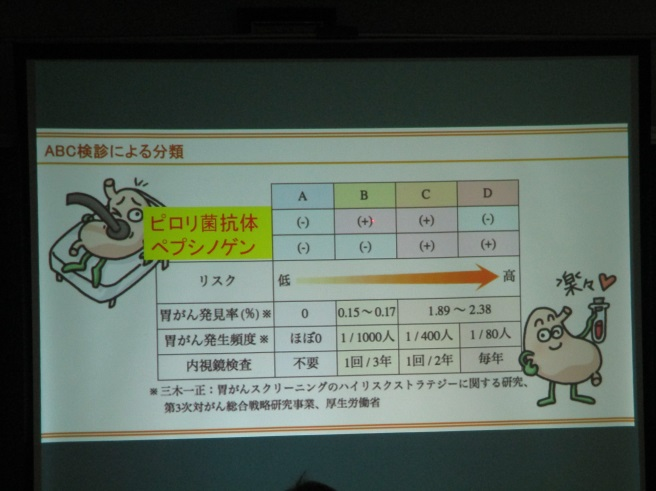 ABC検診による分類
A B C D
ピロリ菌抗体 (-) (+) (+) (-)
ペプシノゲン (-) (-) (+) (+)
リスク 低 高
胃がん発見率(%)※ 0 0.15～0.17 1.89～2.38
胃がん発生頻度※ ほぼ0 1/1000人 1/400人 1/80人
内視鏡検査 不要 1回/3年 1回/2年 毎年
楽々
※三木一正：胃がんスクリーニングのハイリスクストラテジーに関する研究、
第3次対がん総合戦略研究事業、厚生労働省